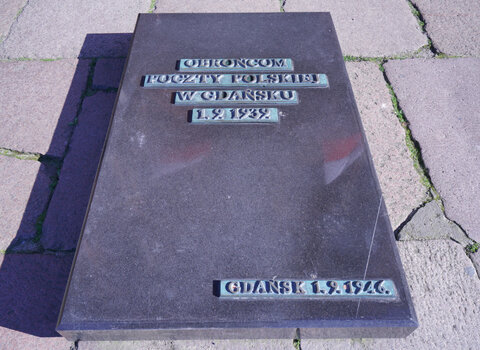 OBROŃCOM
POCZTY POLSKIEJ
W GDAŃSKU
1.9.1939.
GDAŃSK 1.9.1946.